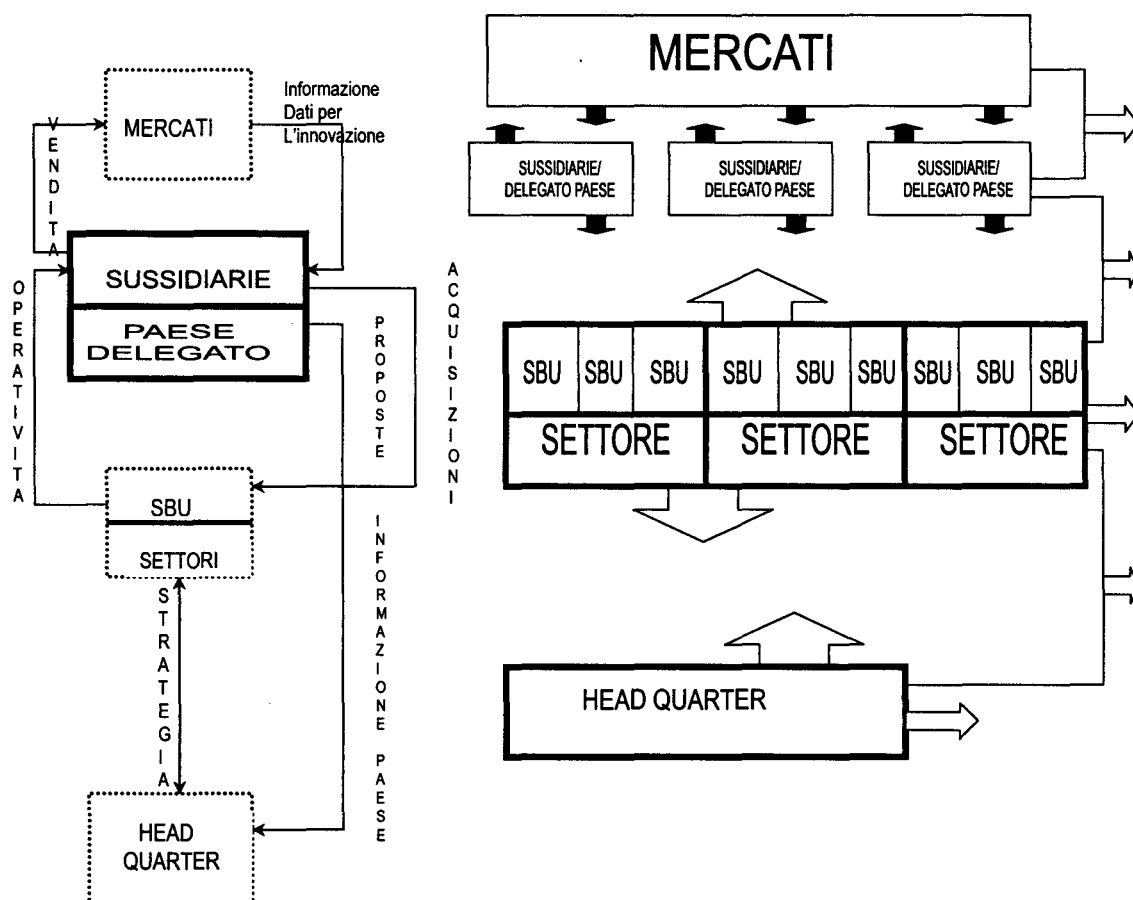 MERCATI
Informazione
Dati per
L'innovazione
VENDITA
SUSSIDIARIE
PAESE
DELEGATO
OPERATIVITA
PROPOSTE
SBU
SETTORI
STRATEGIA
INFORMAZIONE PAESE
HEAD
QUARTER
ACQUISIZIONI
MERCATI
SUSSIDIARIE/
DELEGATO PAESE
SUSSIDIARIE/
DELEGATO PAESE
SUSSIDIARIE/
DELEGATO PAESE
SBU SBU SBU SBU SBU SBU SBU SBU SBU
SETTORE SETTORE SETTORE
HEAD QUARTER